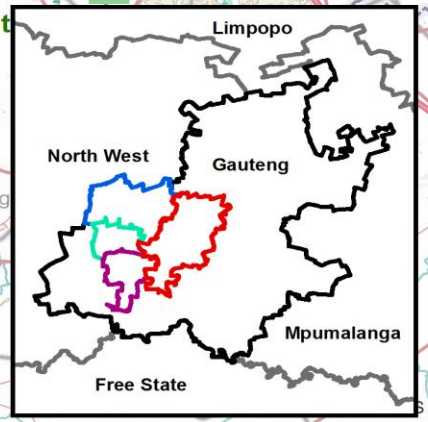 t
Limpopo
North West
Gauteng
g
Mpumalanga
Free State
s